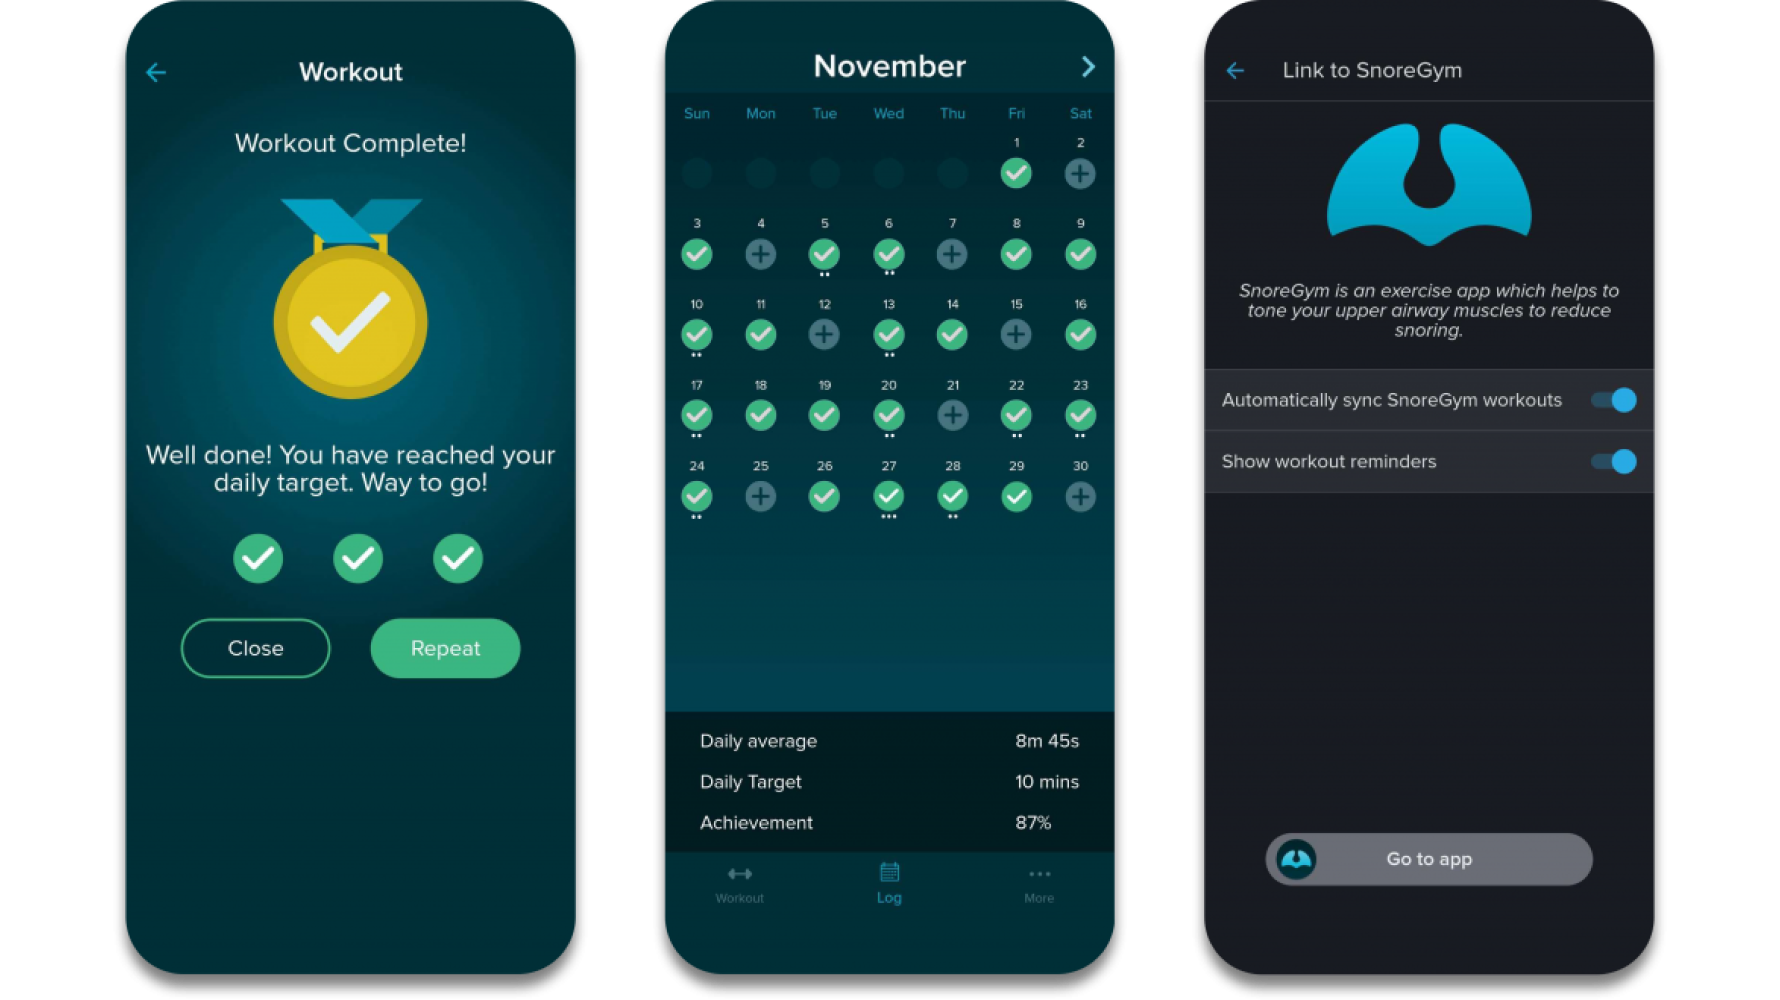 Workout
Workout Complete!
Well done! You have reached your
daily target. Way to go!
Close
Repeat
November
Sun Mon Tue Wed Thu Fri Sat
1 2
3 4 5 6 7 8 9
10 11 12 13 14 15 16
17 18 19 20 21 22 23
24 25 26 27 28 29 30
Daily average 8m 45s
Daily Target 10 mins
Achievement 87%
Workout Log More
Link to SnoreGym
SnoreGym is an exercise app which helps to
tone your upper airway muscles to reduce
snoring.
Automatically sync SnoreGym workouts
Show workout reminders
Go to app